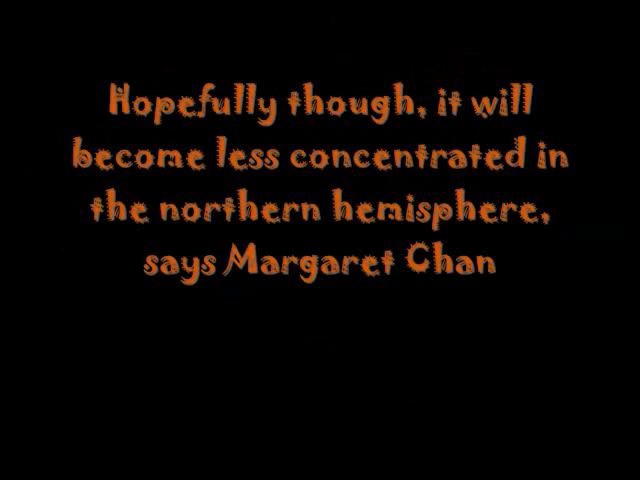 Hopefully though, it will
become less concentrated in
the northern hemisphere,
says Margaret Chan